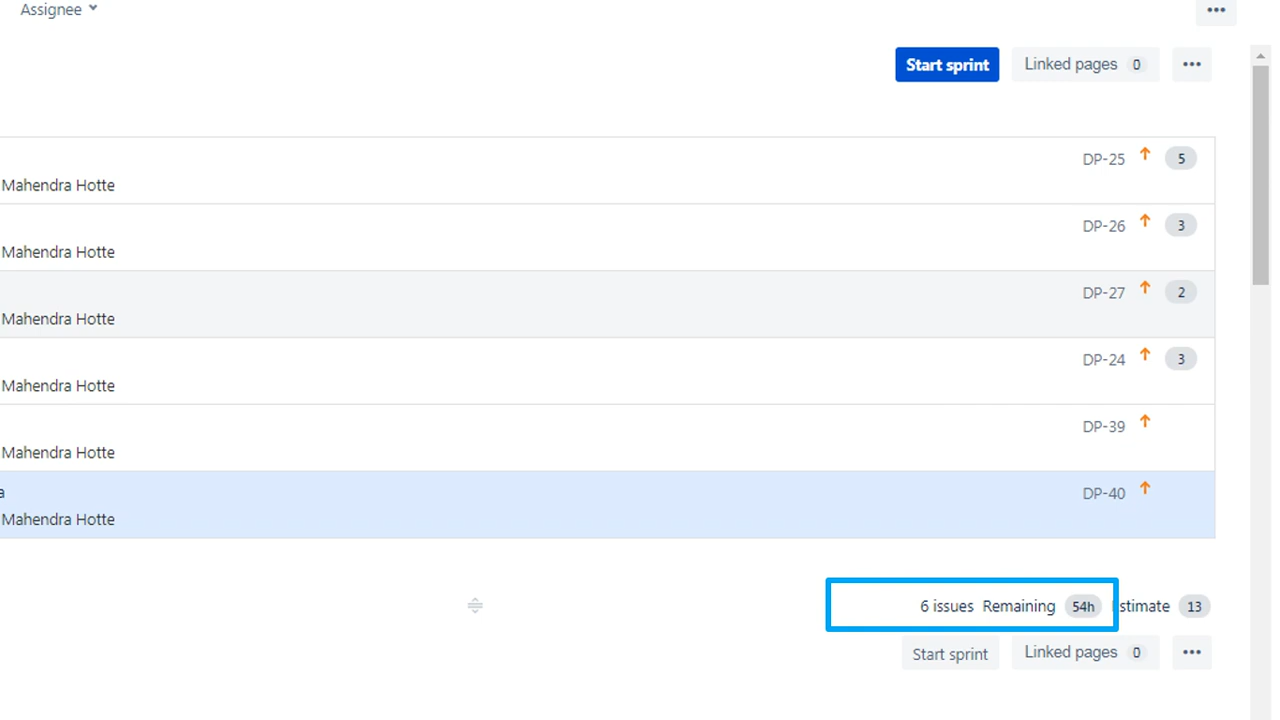 Assignee
•••
Start sprint Linked pages 0 •••
DP-25 5
Mahendra Hotte
DP-26 3
Mahendra Hotte
DP-27 2
Mahendra Hotte
DP-24 3
Mahendra Hotte
DP-39
Mahendra Hotte
a DP-40
Mahendra Hotte
6 issues Remaining 54h stimate 13
Start sprint Linked pages 0 •••